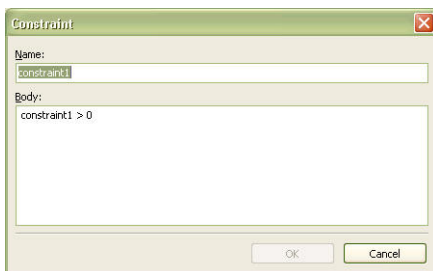 Constraint
Name:
constraint1
Body:
constraint1 > 0
OK
Cancel